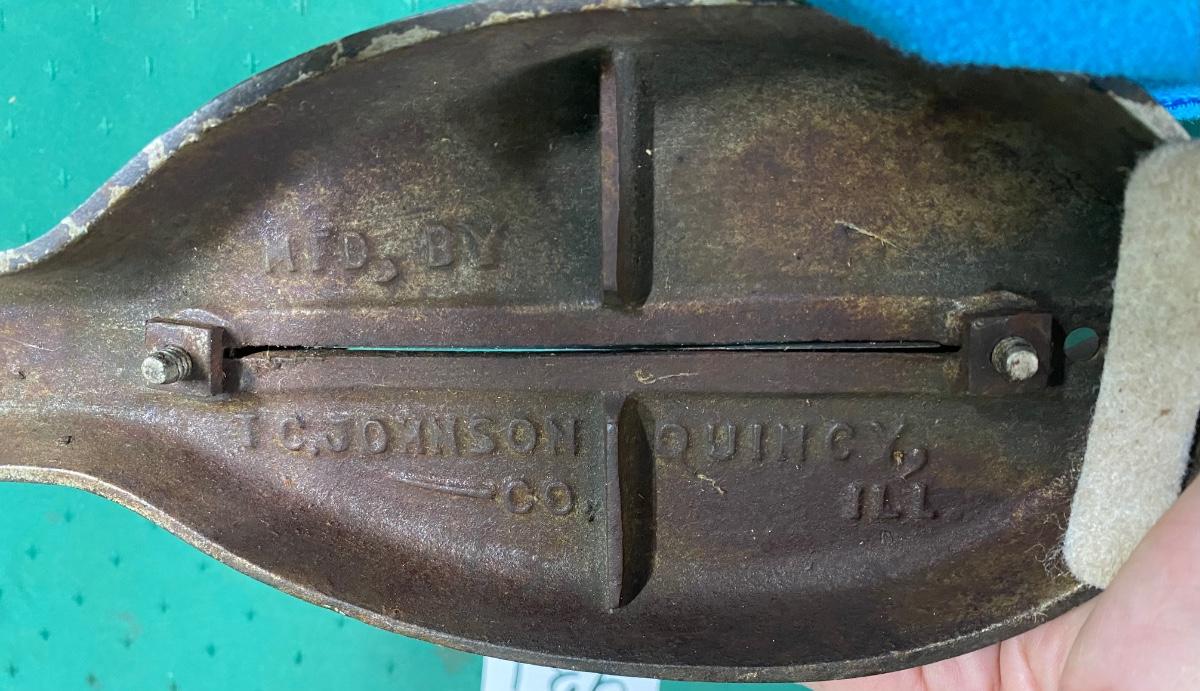 MFD, BY
T C. JOHNSON QUINCY,
CO, ILL